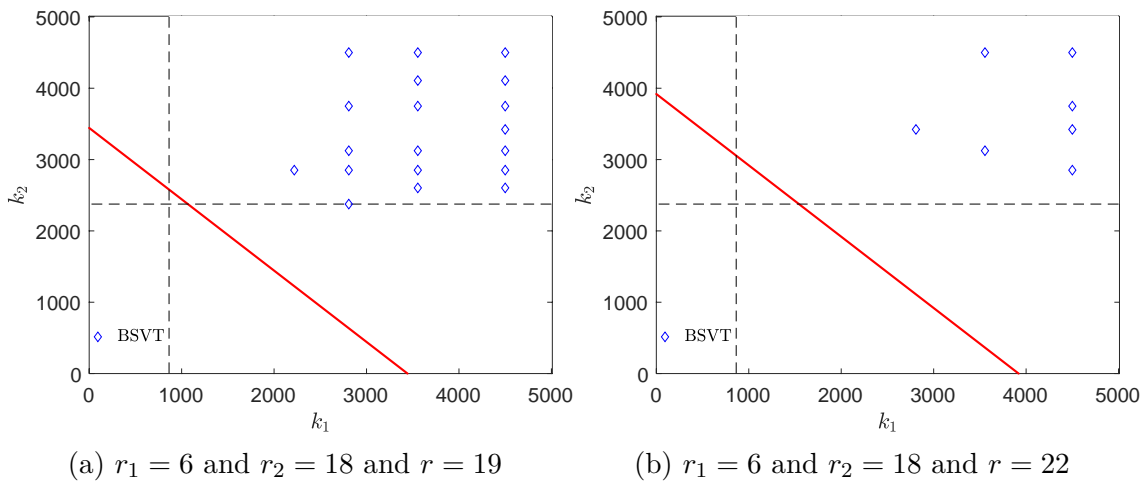 5000
4000
3000
2000
1000
0
k₂
BSVT
0 1000 2000 3000 4000 5000
k₁
(a) r₁ = 6 and r₂ = 18 and r = 19
5000
4000
3000
2000
1000
0
k₂
BSVT
0 1000 2000 3000 4000 5000
k₁
(b) r₁ = 6 and r₂ = 18 and r = 22